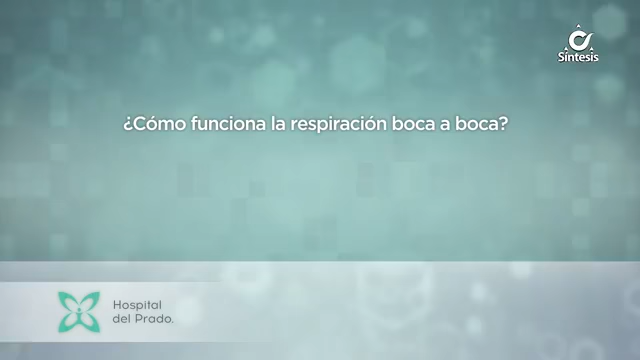 Síntesis
¿Cómo funciona la respiración boca a boca?
Hospital
del Prado.